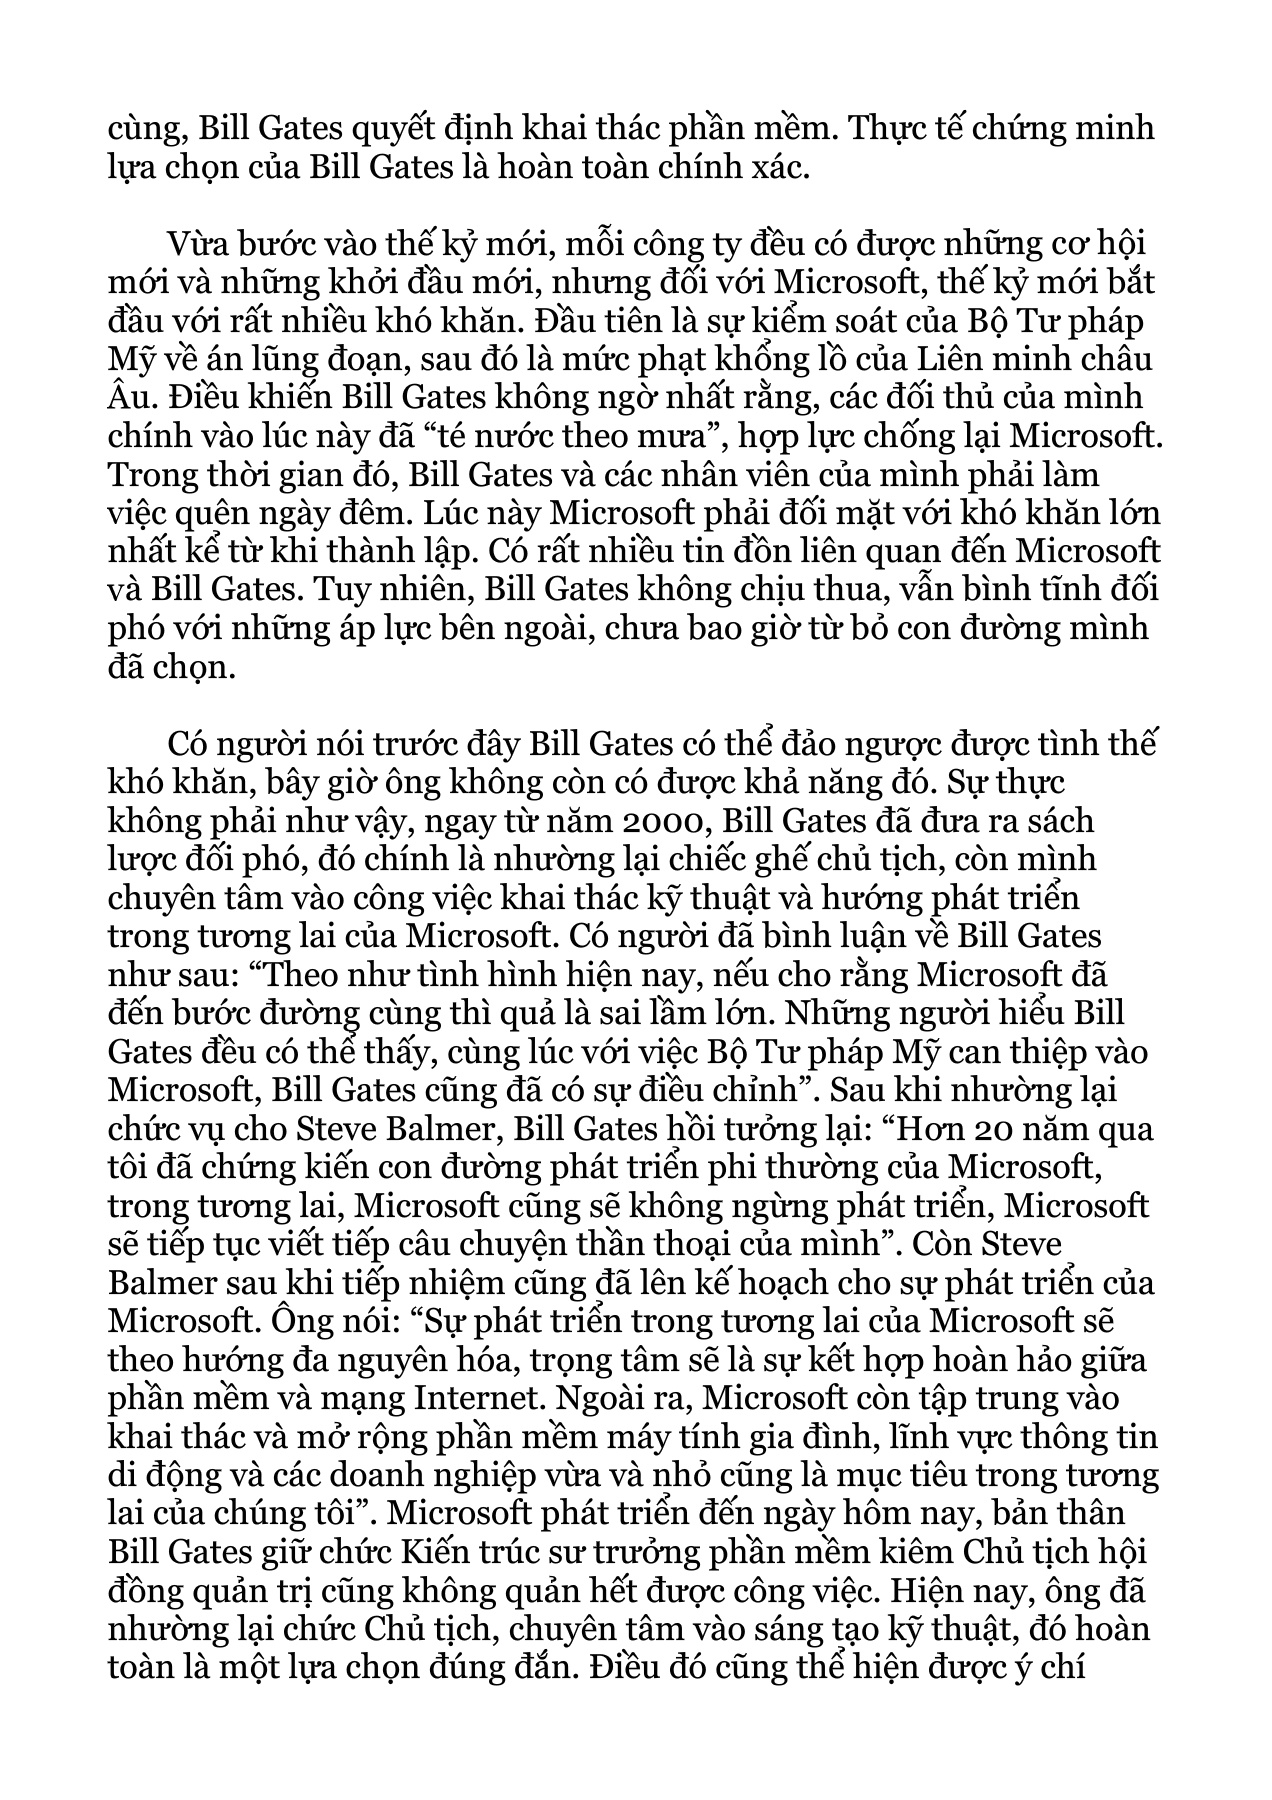 cùng, Bill Gates quyết định khai thác phần mềm. Thực tế chứng minh
lựa chọn của Bill Gates là hoàn toàn chính xác.
Vừa bước vào thế kỷ mới, mỗi công ty đều có được những cơ hội
mới và những khởi đầu mới, nhưng đối với Microsoft, thế kỷ mới bắt
đầu với rất nhiều khó khăn. Đầu tiên là sự kiểm soát của Bộ Tư pháp
Mỹ về án lũng đoạn, sau đó là mức phạt khổng lồ của Liên minh châu
Âu. Điều khiến Bill Gates không ngờ nhất rằng, các đối thủ của mình
chính vào lúc này đã “té nước theo mưa”, hợp lực chống lại Microsoft.
Trong thời gian đó, Bill Gates và các nhân viên của mình phải làm
việc quên ngày đêm. Lúc này Microsoft phải đối mặt với khó khăn lớn
nhất kể từ khi thành lập. Có rất nhiều tin đồn liên quan đến Microsoft
và Bill Gates. Tuy nhiên, Bill Gates không chịu thua, vẫn bình tĩnh đối
phó với những áp lực bên ngoài, chưa bao giờ từ bỏ con đường mình
đã chọn.
Có người nói trước đây Bill Gates có thể đảo ngược được tình thế
khó khăn, bây giờ ông không còn có được khả năng đó. Sự thực
không phải như vậy, ngay từ năm 2000, Bill Gates đã đưa ra sách
lược đối phó, đó chính là nhường lại chiếc ghế chủ tịch, còn mình
chuyên tâm vào công việc khai thác kỹ thuật và hướng phát triển
trong tương lai của Microsoft. Có người đã bình luận về Bill Gates
như sau: “Theo như tình hình hiện nay, nếu cho rằng Microsoft đã
đến bước đường cùng thì quả là sai lầm lớn. Những người hiểu Bill
Gates đều có thể thấy, cùng lúc với việc Bộ Tư pháp Mỹ can thiệp vào
Microsoft, Bill Gates cũng đã có sự điều chỉnh”. Sau khi nhường lại
chức vụ cho Steve Balmer, Bill Gates hồi tưởng lại: “Hơn 20 năm qua
tôi đã chứng kiến con đường phát triển phi thường của Microsoft,
trong tương lai, Microsoft cũng sẽ không ngừng phát triển, Microsoft
sẽ tiếp tục viết tiếp câu chuyện thần thoại của mình”. Còn Steve
Balmer sau khi tiếp nhiệm cũng đã lên kế hoạch cho sự phát triển của
Microsoft. Ông nói: “Sự phát triển trong tương lai của Microsoft sẽ
theo hướng đa nguyên hóa, trọng tâm sẽ là sự kết hợp hoàn hảo giữa
phần mềm và mạng Internet. Ngoài ra, Microsoft còn tập trung vào
khai thác và mở rộng phần mềm máy tính gia đình, lĩnh vực thông tin
di động và các doanh nghiệp vừa và nhỏ cũng là mục tiêu trong tương
lai của chúng tôi”. Microsoft phát triển đến ngày hôm nay, bản thân
Bill Gates giữ chức Kiến trúc sư trưởng phần mềm kiêm Chủ tịch hội
đồng quản trị cũng không quản hết được công việc. Hiện nay, ông đã
nhường lại chức Chủ tịch, chuyên tâm vào sáng tạo kỹ thuật, đó hoàn
toàn là một lựa chọn đúng đắn. Điều đó cũng thể hiện được ý chí